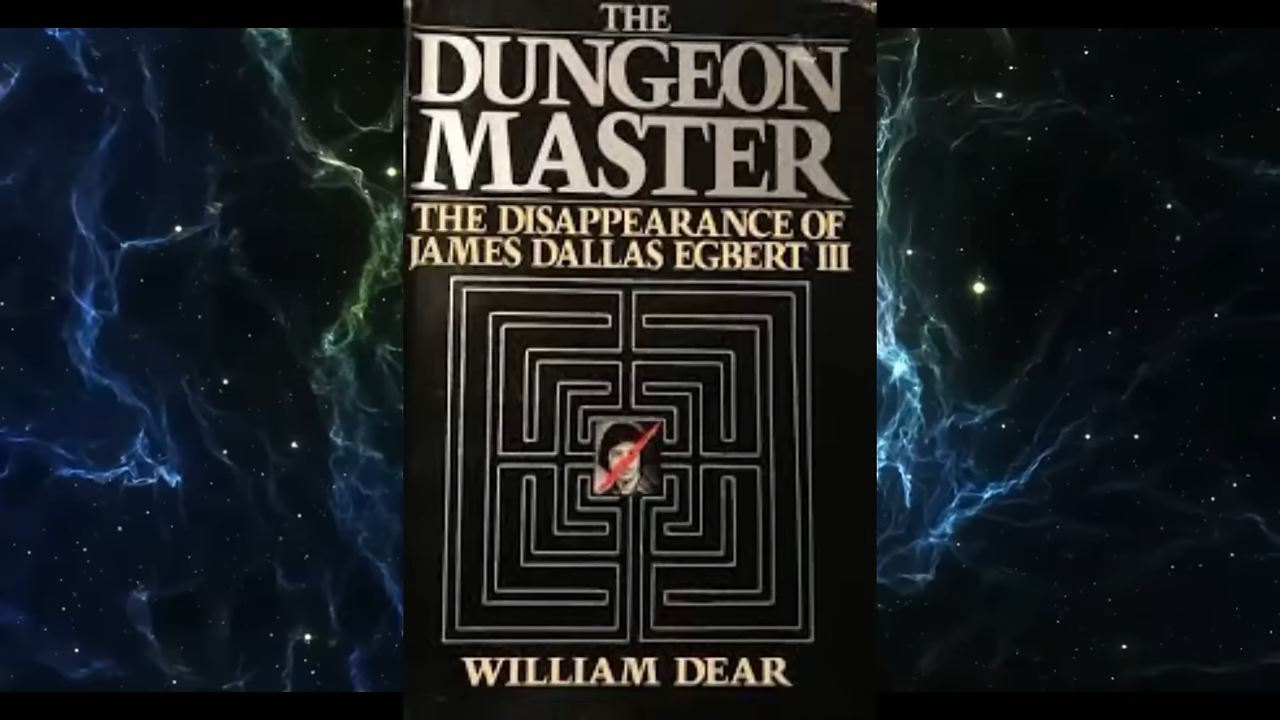 THE
DUNGEON
MASTER
THE DISAPPEARANCE OF
JAMES DALLAS EGBERT III
WILLIAM DEAR